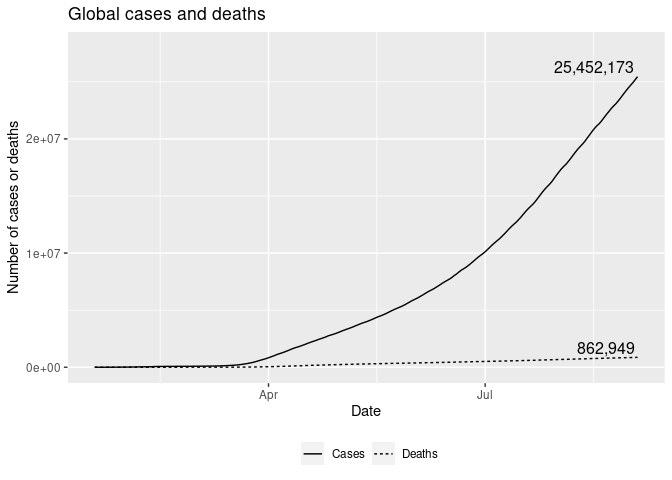 Global cases and deaths
25,452,173
2e+07
Number of cases or deaths
1e+07
862,949
0e+00
Apr Jul
Date
Cases Deaths